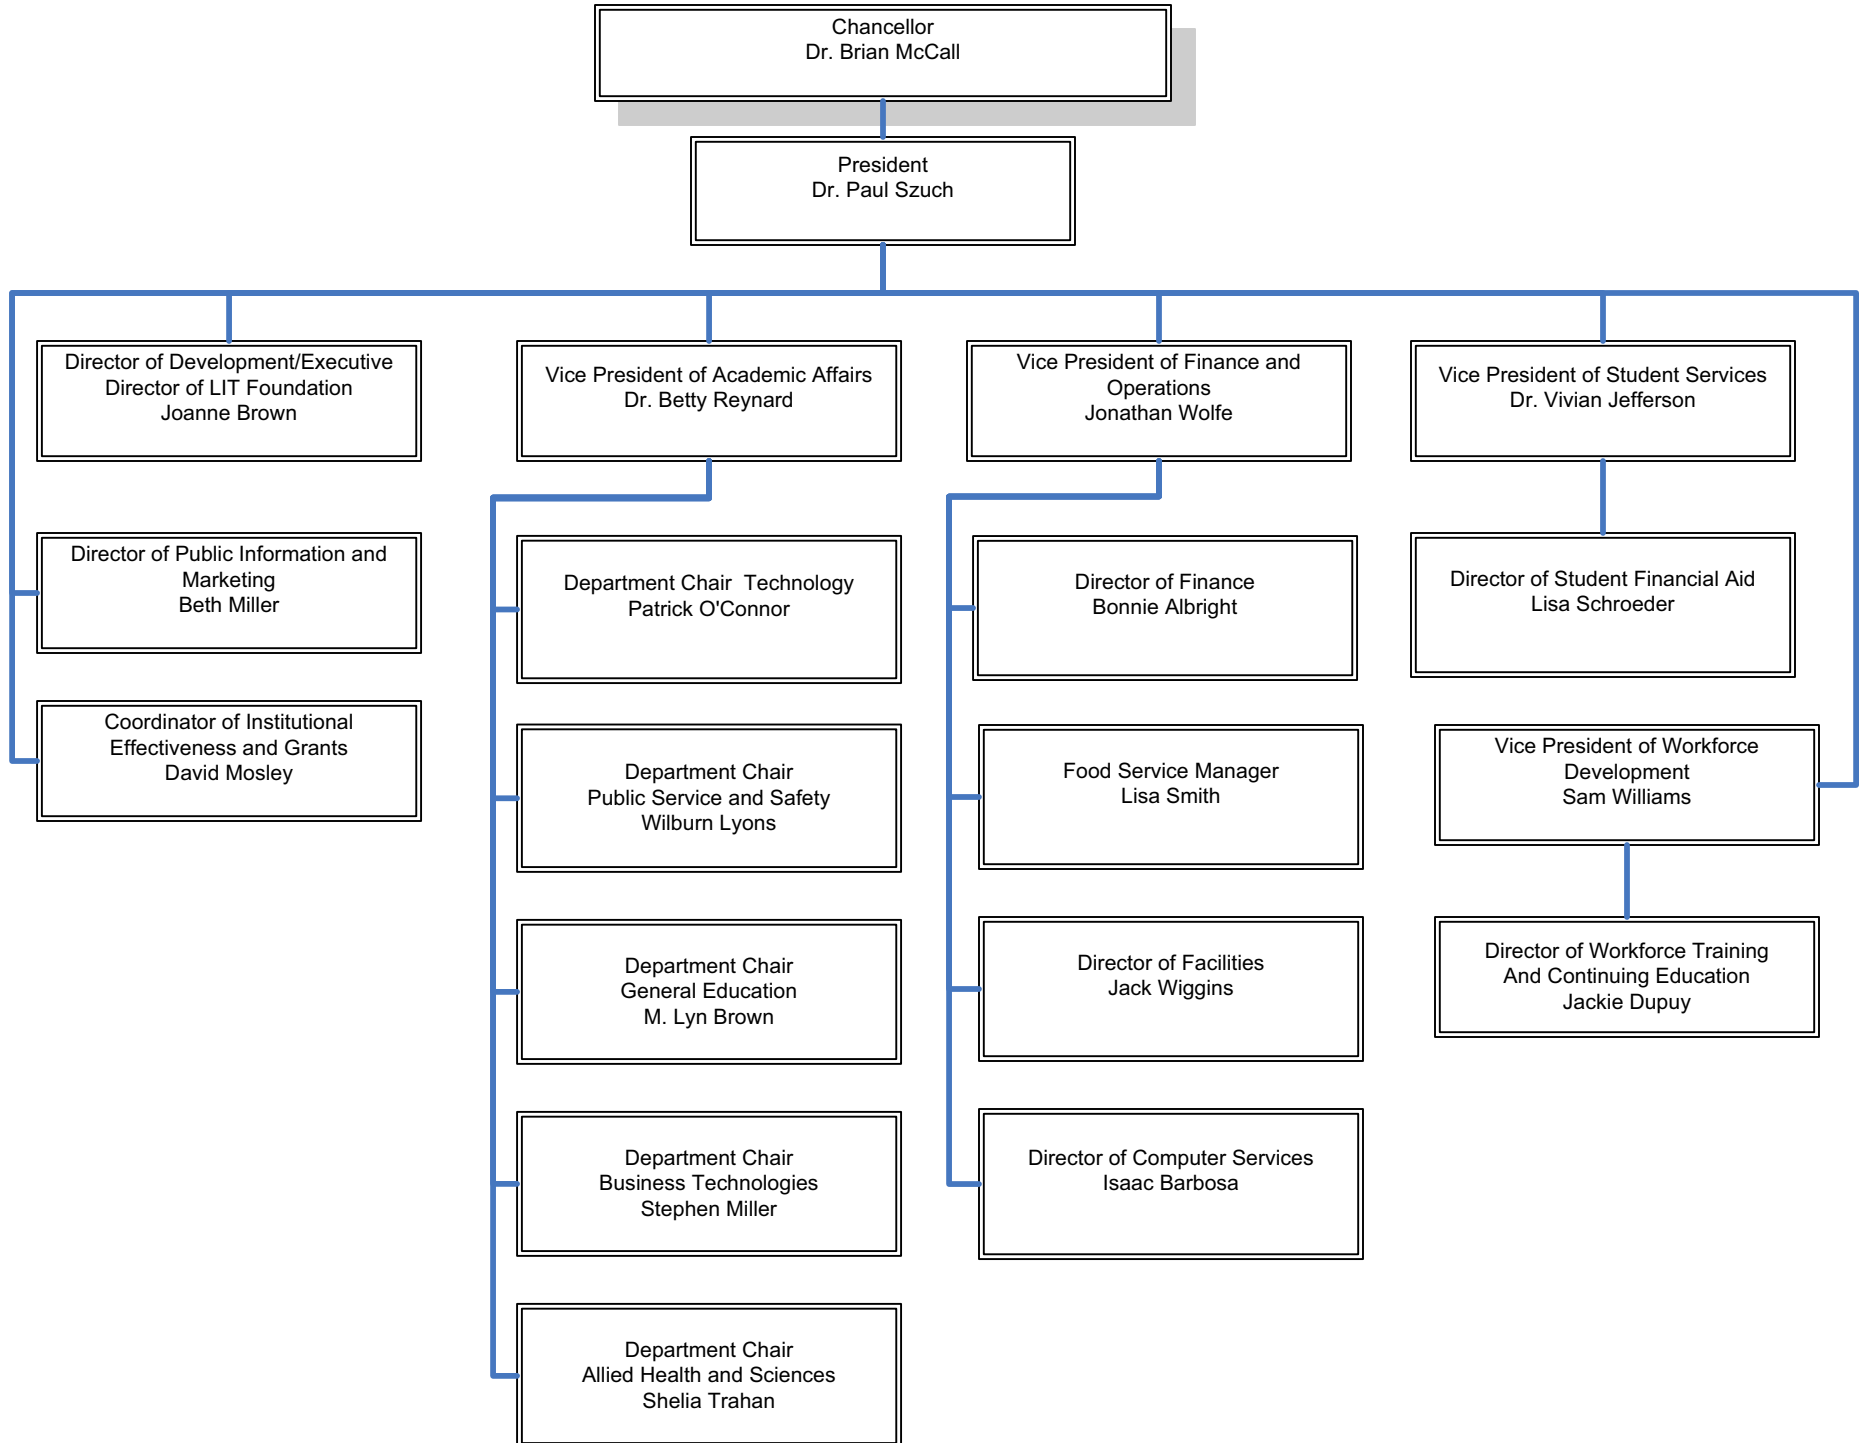 Chancellor
Dr. Brian McCall
President
Dr. Paul Szuch
Director of Development/Executive
Director of LIT Foundation
Joanne Brown
Vice President of Academic Affairs
Dr. Betty Reynard
Vice President of Finance and
Operations
Jonathan Wolfe
Vice President of Student Services
Dr. Vivian Jefferson
Director of Public Information and
Marketing
Beth Miller
Department Chair  Technology
Patrick O'Connor
Director of Finance
Bonnie Albright
Director of Student Financial Aid
Lisa Schroeder
Coordinator of Institutional
Effectiveness and Grants
David Mosley
Department Chair
Public Service and Safety
Wilburn Lyons
Food Service Manager
Lisa Smith
Vice President of Workforce
Development
Sam Williams
Department Chair
General Education
M. Lyn Brown
Director of Facilities
Jack Wiggins
Director of Workforce Training
And Continuing Education
Jackie Dupuy
Department Chair
Business Technologies
Stephen Miller
Director of Computer Services
Isaac Barbosa
Department Chair
Allied Health and Sciences
Shelia Trahan